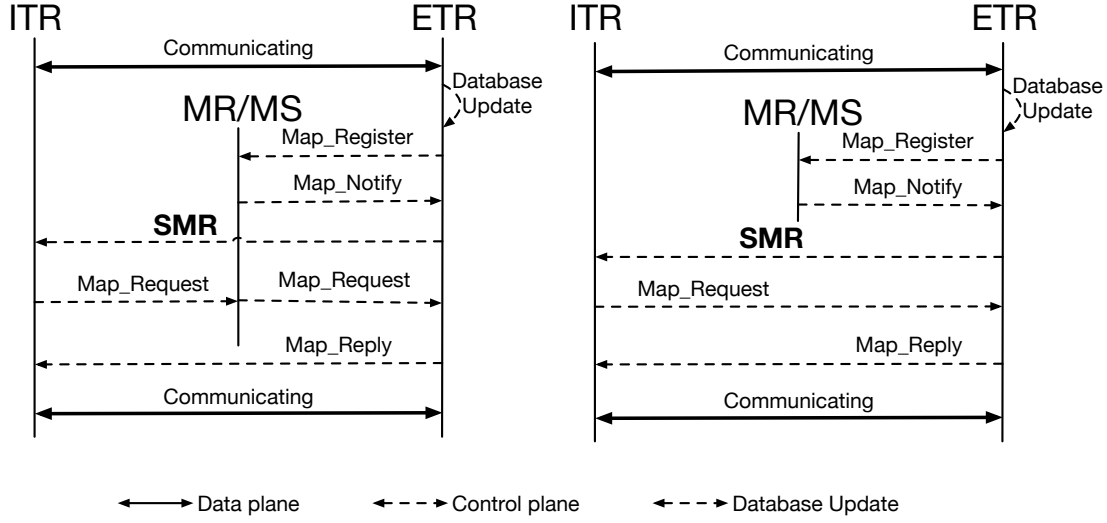 ITR ETR
Communicating
Database
Update
MR/MS
Map_Register
Map_Notify
SMR
Map_Request Map_Request
Map_Reply
Communicating
ITR ETR
Communicating
Database
Update
MR/MS
Map_Register
Map_Notify
SMR
Map_Request
Map_Reply
Communicating
Data plane Control plane Database Update